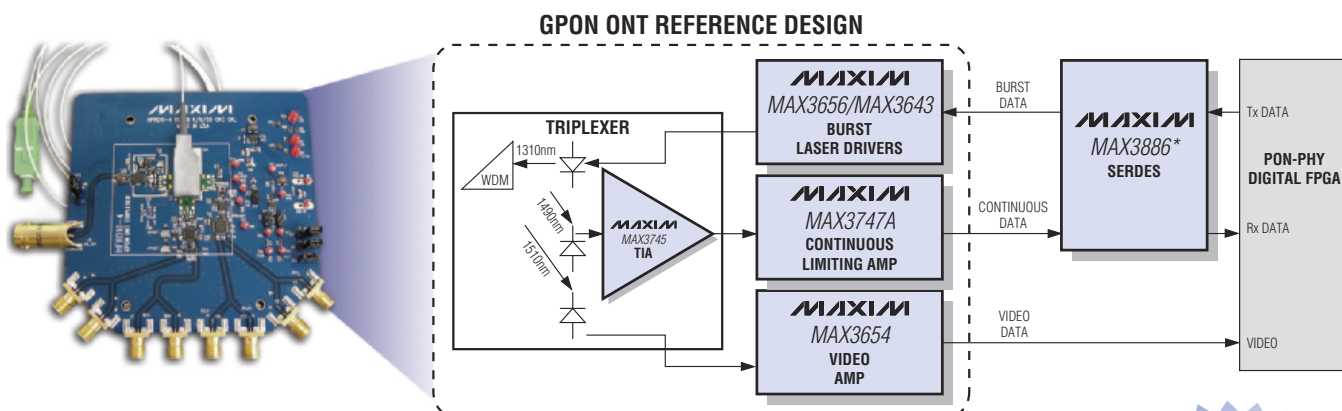 GPON ONT REFERENCE DESIGN
MAXIM
TRIPLEXER
1310nm
WDM
1490nm
1510nm
MAXIM
MAX3745
TIA
MAXIM
MAX3656/MAX3643
BURST
LASER DRIVERS
MAXIM
MAX3747A
CONTINUOUS
LIMITING AMP
MAXIM
MAX3654
VIDEO
AMP
BURST
DATA
CONTINUOUS
DATA
VIDEO
DATA
MAXIM
MAX3886*
SERDES
Tx DATA
PON-PHY
DIGITAL FPGA
Rx DATA
VIDEO